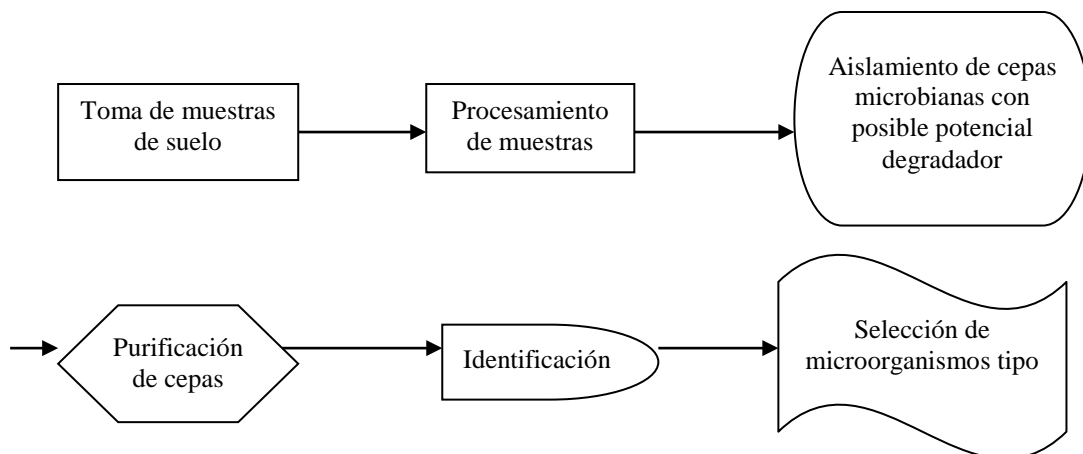 Toma de muestras
de suelo
Procesamiento
de muestras
Aislamiento de cepas
microbianas con
posible potencial
degradador
Purificación
de cepas
Identificación
Selección de
microorganismos tipo